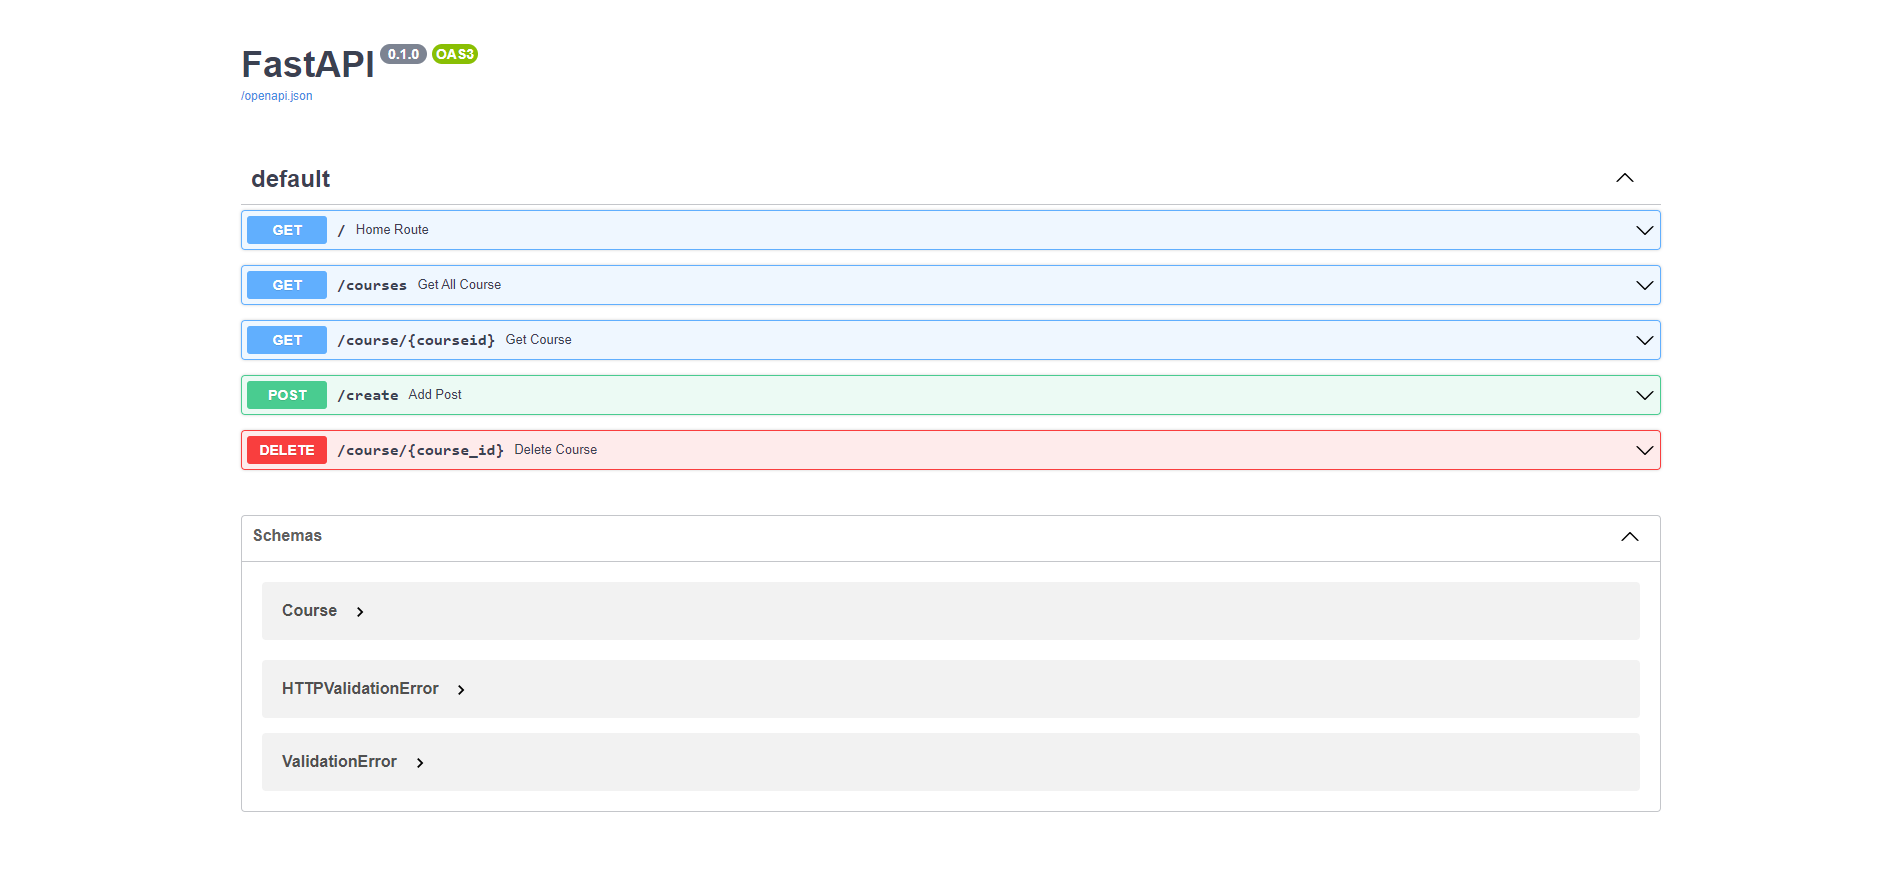 FastAPI 0.1.0 OAS3
/openapi.json
default
GET / Home Route
GET /courses Get All Course
GET /course/{courseid} Get Course
POST /create Add Post
DELETE /course/{course_id} Delete Course
Schemas
Course
HTTPValidationError
ValidationError